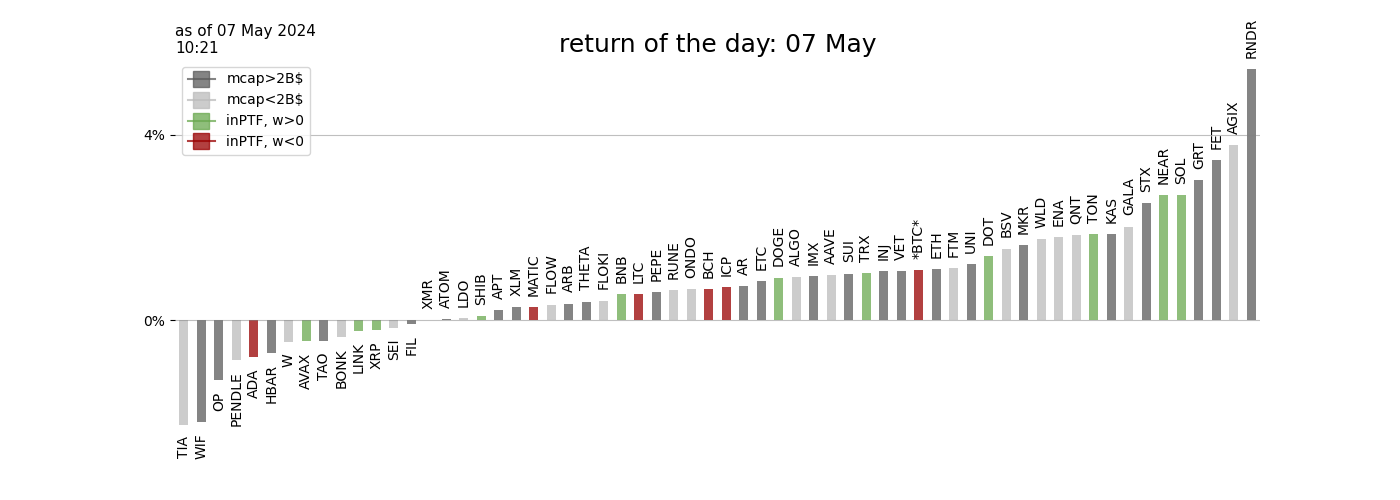 as of 07 May 2024
10:21
return of the day: 07 May
mcap>2B$
mcap<2B$
inPTF, w>0
inPTF, w<0
4%
0%
TIA
WIF
OP
PENDLE
ADA
HBAR
W
AVAX
TAO
BONK
LINK
XRP
SEI
FIL
XMR
ATOM
LDO
SHIB
APT
XLM
MATIC
FLOW
ARB
THETA
FLOKI
BNB
LTC
PEPE
RUNE
ONDO
BCH
ICP
AR
ETC
DOGE
ALGO
IMX
AAVE
SUI
TRX
INJ
VET
*BTC*
ETH
FTM
UNI
DOT
BSV
MKR
WLD
ENA
QNT
TON
KAS
GALA
STX
NEAR
SOL
GRT
FET
AGIX
RNDR